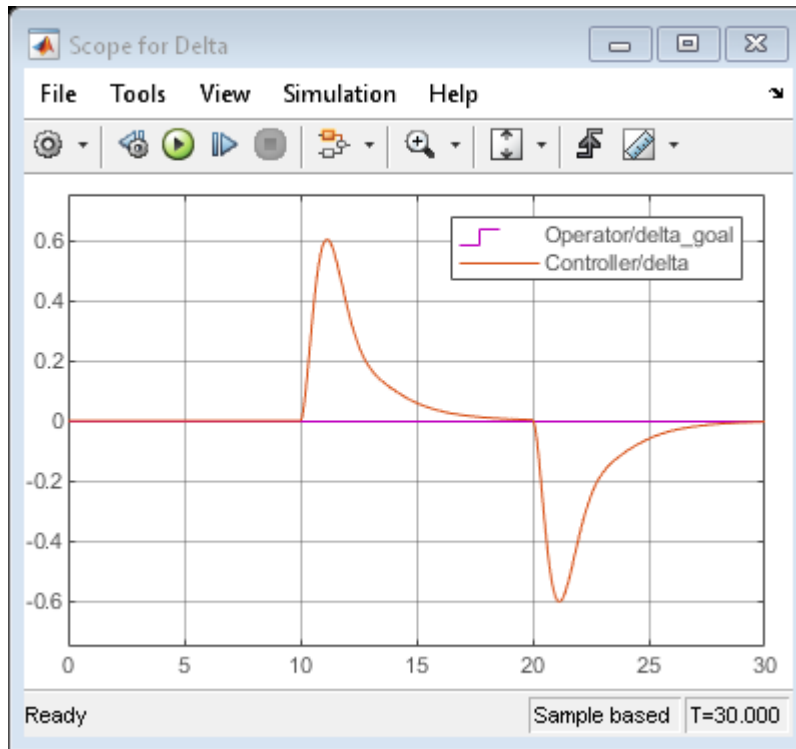 Scope for Delta
File Tools View Simulation Help
Operator/delta_goal
Controller/delta
0.6
0.4
0.2
0
-0.2
-0.4
-0.6
0 5 10 15 20 25 30
Ready Sample based T=30.000